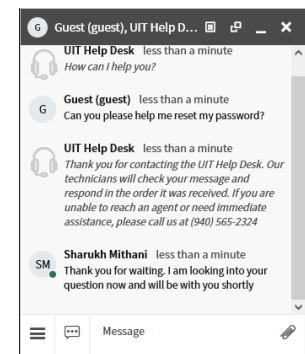 G Guest (guest), UIT Help D...
UIT Help Desk less than a minute
How can I help you?
G
Guest (guest) less than a minute
Can you please help me reset my password?
UIT Help Desk less than a minute
Thank you for contacting the UIT Help Desk. Our
technicians will check your message and
respond in the order it was received. If you are
unable to reach an agent or need immediate
assistance, please call us at (940) 565-2324
SM
Sharukh Mithani less than a minute
Thank you for waiting. I am looking into your
question now and will be with you shortly
Message